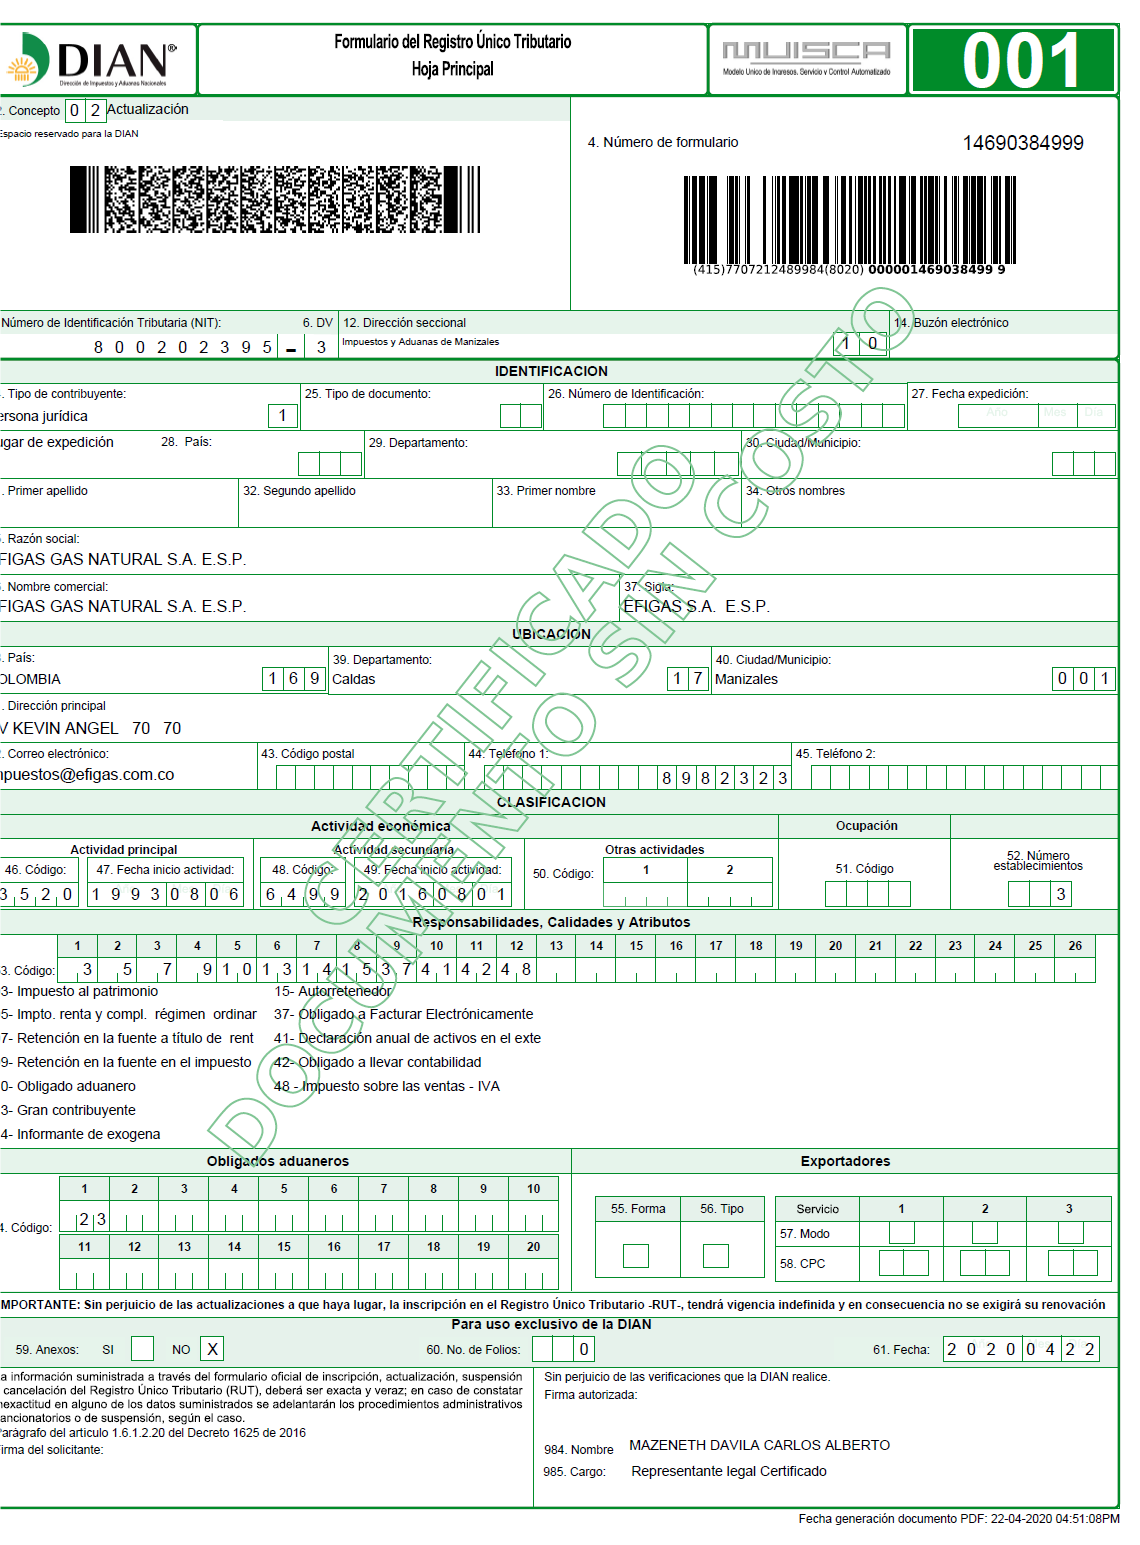 DIAN®
Dirección de Impuestos y Aduanas Nacionales
Formulario del Registro Único Tributario
Hoja Principal
MUISCA
Modelo Unico de Ingresos, Servicio y Control Automatizado
001
2. Concepto 0 2 Actualización
Espacio reservado para la DIAN
4. Número de formulario 14690384999
(415)7707212489984(8020) 000001469038499 9
Número de Identificación Tributaria (NIT): 6. DV 12. Dirección seccional 14. Buzón electrónico
8 0 0 2 0 2 3 9 5 - 3 Impuestos y Aduanas de Manizales 1 0
IDENTIFICACION
. Tipo de contribuyente: 25. Tipo de documento: 26. Número de Identificación: 27. Fecha expedición:
ersona jurídica 1 Año Mes Día
ugar de expedición 28. País: 29. Departamento: 30. Ciudad/Municipio:
. Primer apellido 32. Segundo apellido 33. Primer nombre 34. Otros nombres
. Razón social:
FIGAS GAS NATURAL S.A. E.S.P.
. Nombre comercial: 37. Sigla:
FIGAS GAS NATURAL S.A. E.S.P. EFIGAS S.A. E.S.P.
UBICACION
. País: 39. Departamento: 40. Ciudad/Municipio:
OLOMBIA 1 6 9 Caldas 1 7 Manizales 0 0 1
. Dirección principal
V KEVIN ANGEL 70 70
. Correo electrónico: 43. Código postal 44. Teléfono 1: 45. Teléfono 2:
mpuestos@efigas.com.co 8 9 8 2 3 2 3
CLASIFICACION
Actividad económica Ocupación
Actividad principal Actividad secundaria Otras actividades 52. Número establecimientos
46. Código: 47. Fecha inicio actividad: 48. Código: 49. Fecha inicio actividad: 50. Código: 1 2 51. Código
3 5 2 0 1 9 9 3 0 8 0 6 6 4 9 9 2 0 1 6 0 8 0 1 3
Responsabilidades, Calidades y Atributos
1 2 3 4 5 6 7 8 9 10 11 12 13 14 15 16 17 18 19 20 21 22 23 24 25 26
53. Código: 3 5 7 9 1 0 1 3 1 4 1 5 3 7 4 1 4 2 4 8
3- Impuesto al patrimonio 15- Autorretenedor
5- Impto. renta y compl. régimen ordinar 37- Obligado a Facturar Electrónicamente
7- Retención en la fuente a título de rent 41- Declaración anual de activos en el exte
9- Retención en la fuente en el impuesto 42- Obligado a llevar contabilidad
0- Obligado aduanero 48 - Impuesto sobre las ventas - IVA
3- Gran contribuyente
4- Informante de exogena
CERTIFICADO
DOCUMENTO SIN COSTO
Obligados aduaneros Exportadores
1 2 3 4 5 6 7 8 9 10
2 3
4. Código:
11 12 13 14 15 16 17 18 19 20
55. Forma 56. Tipo Servicio 1 2 3
57. Modo
58. CPC
IMPORTANTE: Sin perjuicio de las actualizaciones a que haya lugar, la inscripción en el Registro Único Tributario -RUT-, tendrá vigencia indefinida y en consecuencia no se exigirá su renovación
Para uso exclusivo de la DIAN
59. Anexos: SI NO X 60. No. de Folios: 0 61. Fecha: 2 0 2 0 0 4 2 2
a información suministrada a través del formulario oficial de inscripción, actualización, suspensión
cancelación del Registro Único Tributario (RUT), deberá ser exacta y veraz; en caso de constatar
nexactitud en alguno de los datos suministrados se adelantarán los procedimientos administrativos
ancionatorios o de suspensión, según el caso.
Parágrafo del articulo 1.6.1.2.20 del Decreto 1625 de 2016
irma del solicitante:
Sin perjuicio de las verificaciones que la DIAN realice.
Firma autorizada:
984. Nombre MAZENETH DAVILA CARLOS ALBERTO
985. Cargo: Representante legal Certificado
Fecha generación documento PDF: 22-04-2020 04:51:08PM